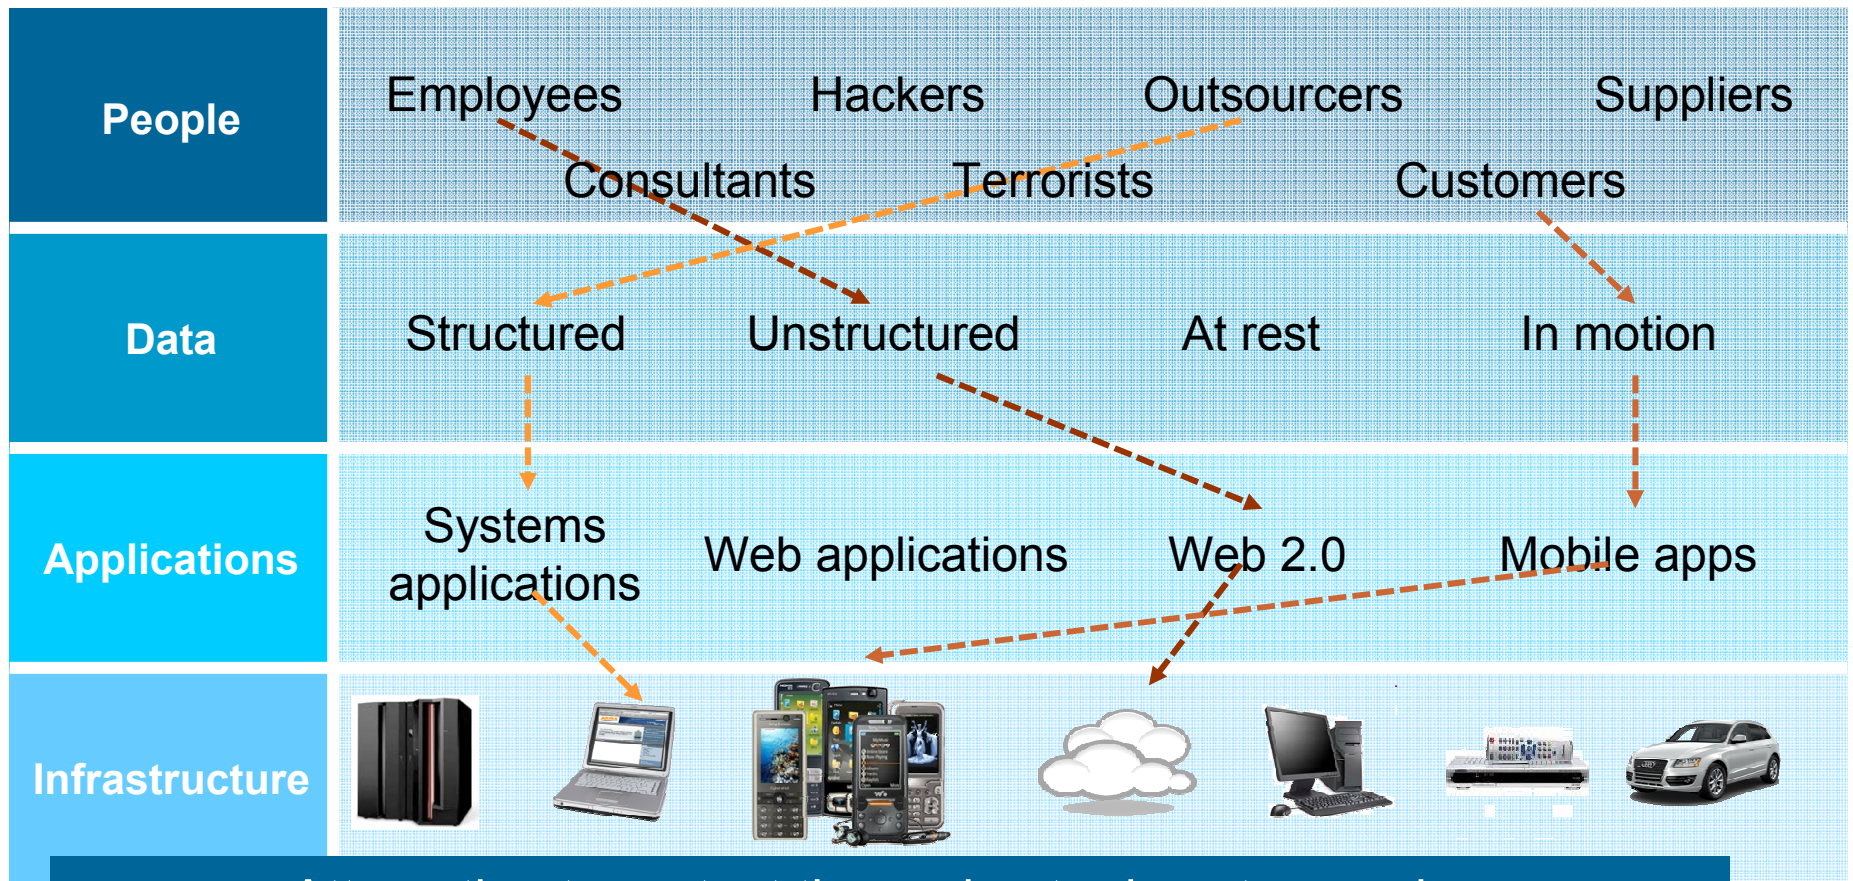 People
Employees Hackers Outsourcers Suppliers
Consultants Terrorists Customers
Data
Structured Unstructured At rest In motion
Applications
Systems
applications
Web applications Web 2.0 Mobile apps
Infrastructure